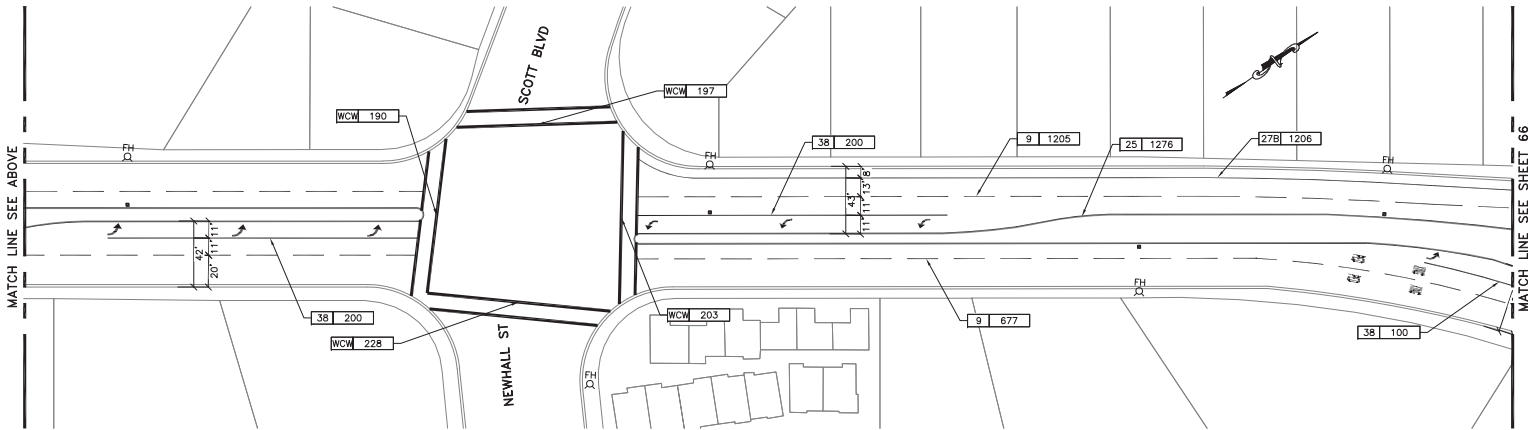 MATCH LINE SEE ABOVE
SCOTT BLVD
WCW 197
WCW 190
FH
FH
38 200
9 1205
25 1276
27B 1206
FH
8'
13'
11'
11'
43'
11'
11'
20'
42'
38 200
WCW 228
NEWHALL ST
WCW 203
FH
FH
9 677
38 100
MATCH LINE SEE SHEET 66